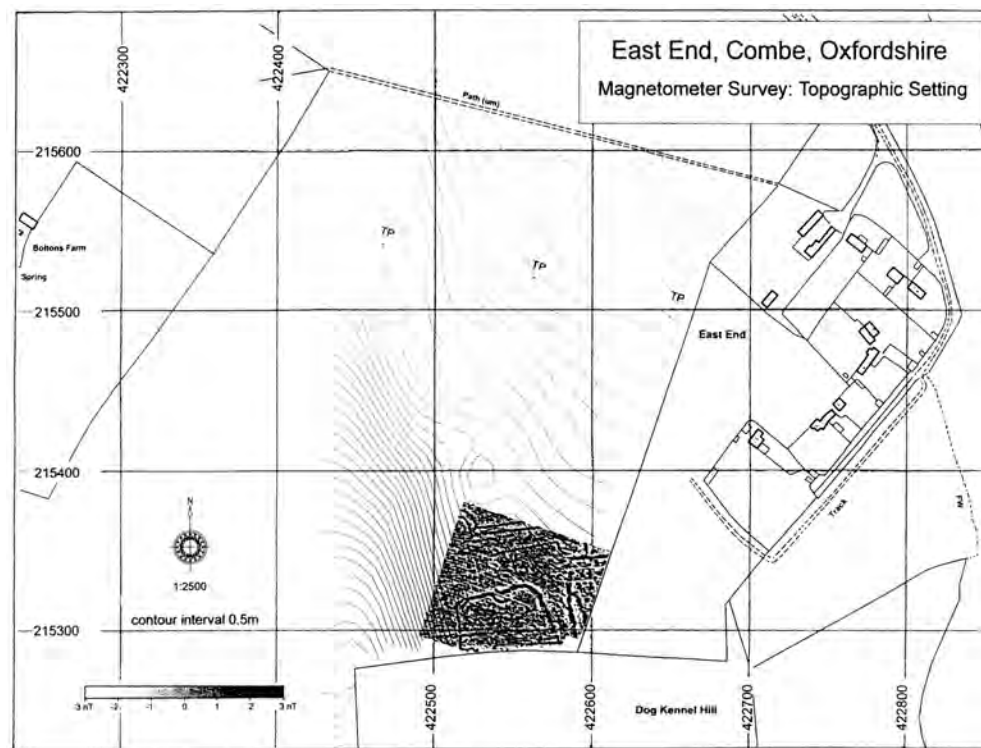 East End, Combe, Oxfordshire
Magnetometer Survey: Topographic Setting
422300
422400
Path (um)
215600
TP
Boltons Farm
TP
Spring
TP
215500
East End
215400
FW
Track
N
1:2500
contour interval 0.5m
215300
-3 nT -2 -1 0 1 2 3 nT
422500
422600
422700
422800
Dog Kennel Hill